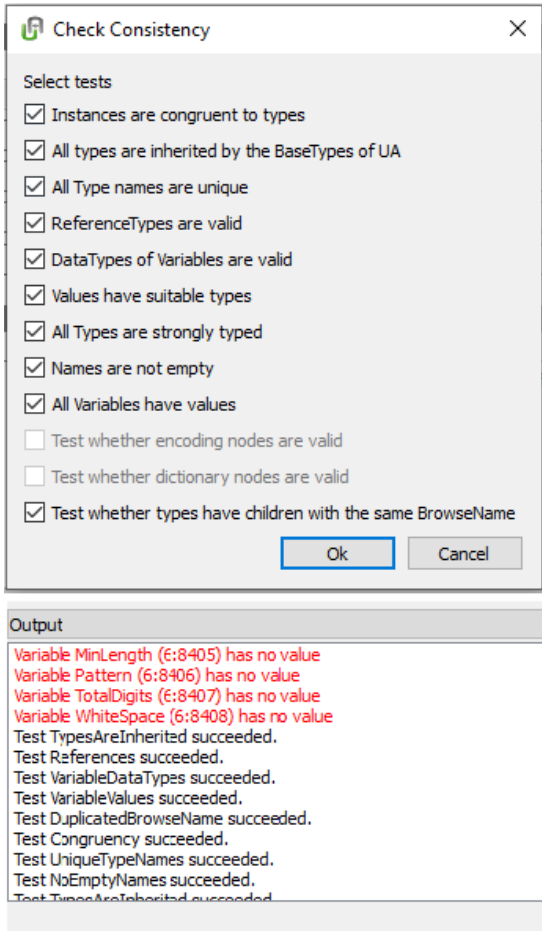 Check Consistency
Select tests
Instances are congruent to types
All types are inherited by the BaseTypes of UA
All Type names are unique
ReferenceTypes are valid
DataTypes of Variables are valid
Values have suitable types
All Types are strongly typed
Names are not empty
All Variables have values
Test whether encoding nodes are valid
Test whether dictionary nodes are valid
Test whether types have children with the same BrowseName
Ok Cancel
Output
Variable MinLength (6:8405) has no value
Variable Pattern (6:8406) has no value
Variable TotalDigits (6:8407) has no value
Variable WhiteSpace (6:8408) has no value
Test TypesAreInherited succeeded.
Test References succeeded.
Test VariableDataTypes succeeded.
Test VariableValues succeeded.
Test DuplicatedBrowseName succeeded.
Test Congruency succeeded.
Test UniqueTypeNames succeeded.
Test NoEmptyNames succeeded.
Test TypesAreInherited succeeded.